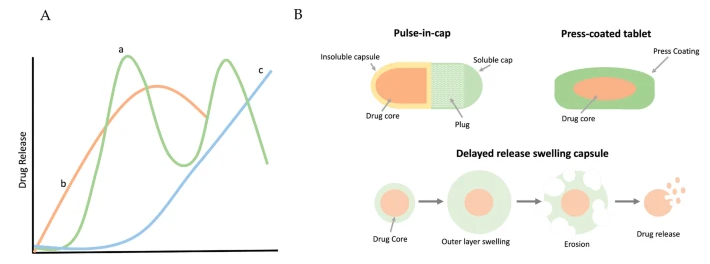 A
Drug Release
a
b
c
B
Pulse-in-cap
Insoluble capsule
Soluble cap
Drug core
Plug
Press-coated tablet
Press Coating
Drug core
Delayed release swelling capsule
Drug Core
Outer layer swelling
Erosion
Drug release